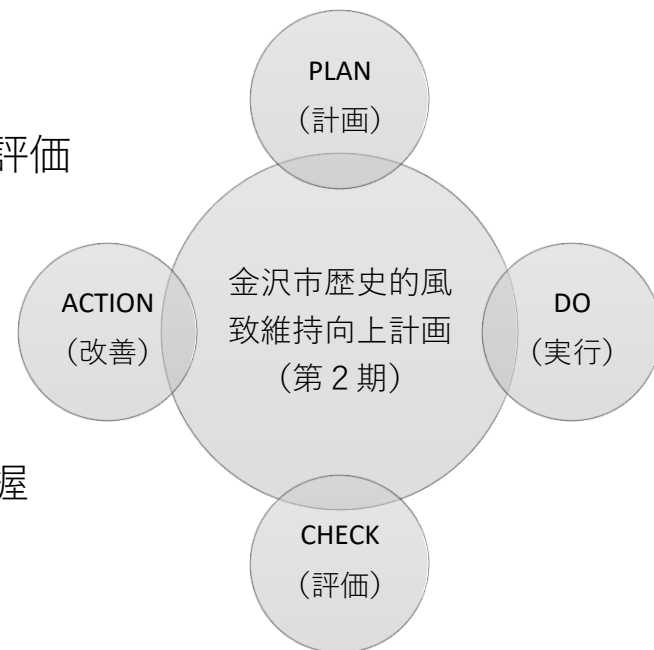 PLAN
（計画）
評価
ACTION
（改善）
金沢市歴史的風
致維持向上計画
（第２期）
DO
（実行）
握
CHECK
（評価）